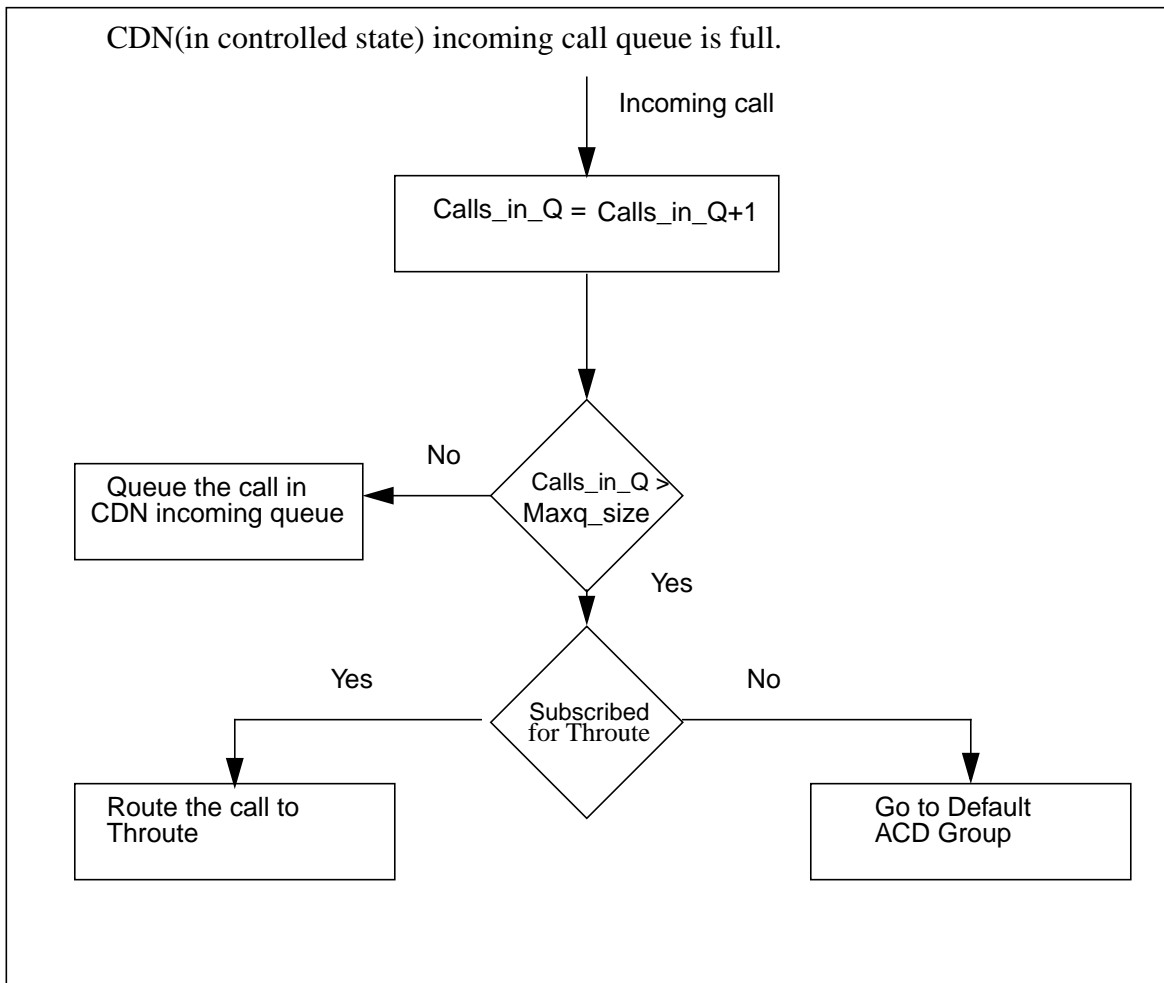 CDN(in controlled state) incoming call queue is full.
Incoming call
Calls_in_Q = Calls_in_Q+1
No
Calls_in_Q >
Maxq_size
Queue the call in
CDN incoming queue
Yes
Yes
No
Subscribed
for Throute
Route the call to
Throute
Go to Default
ACD Group